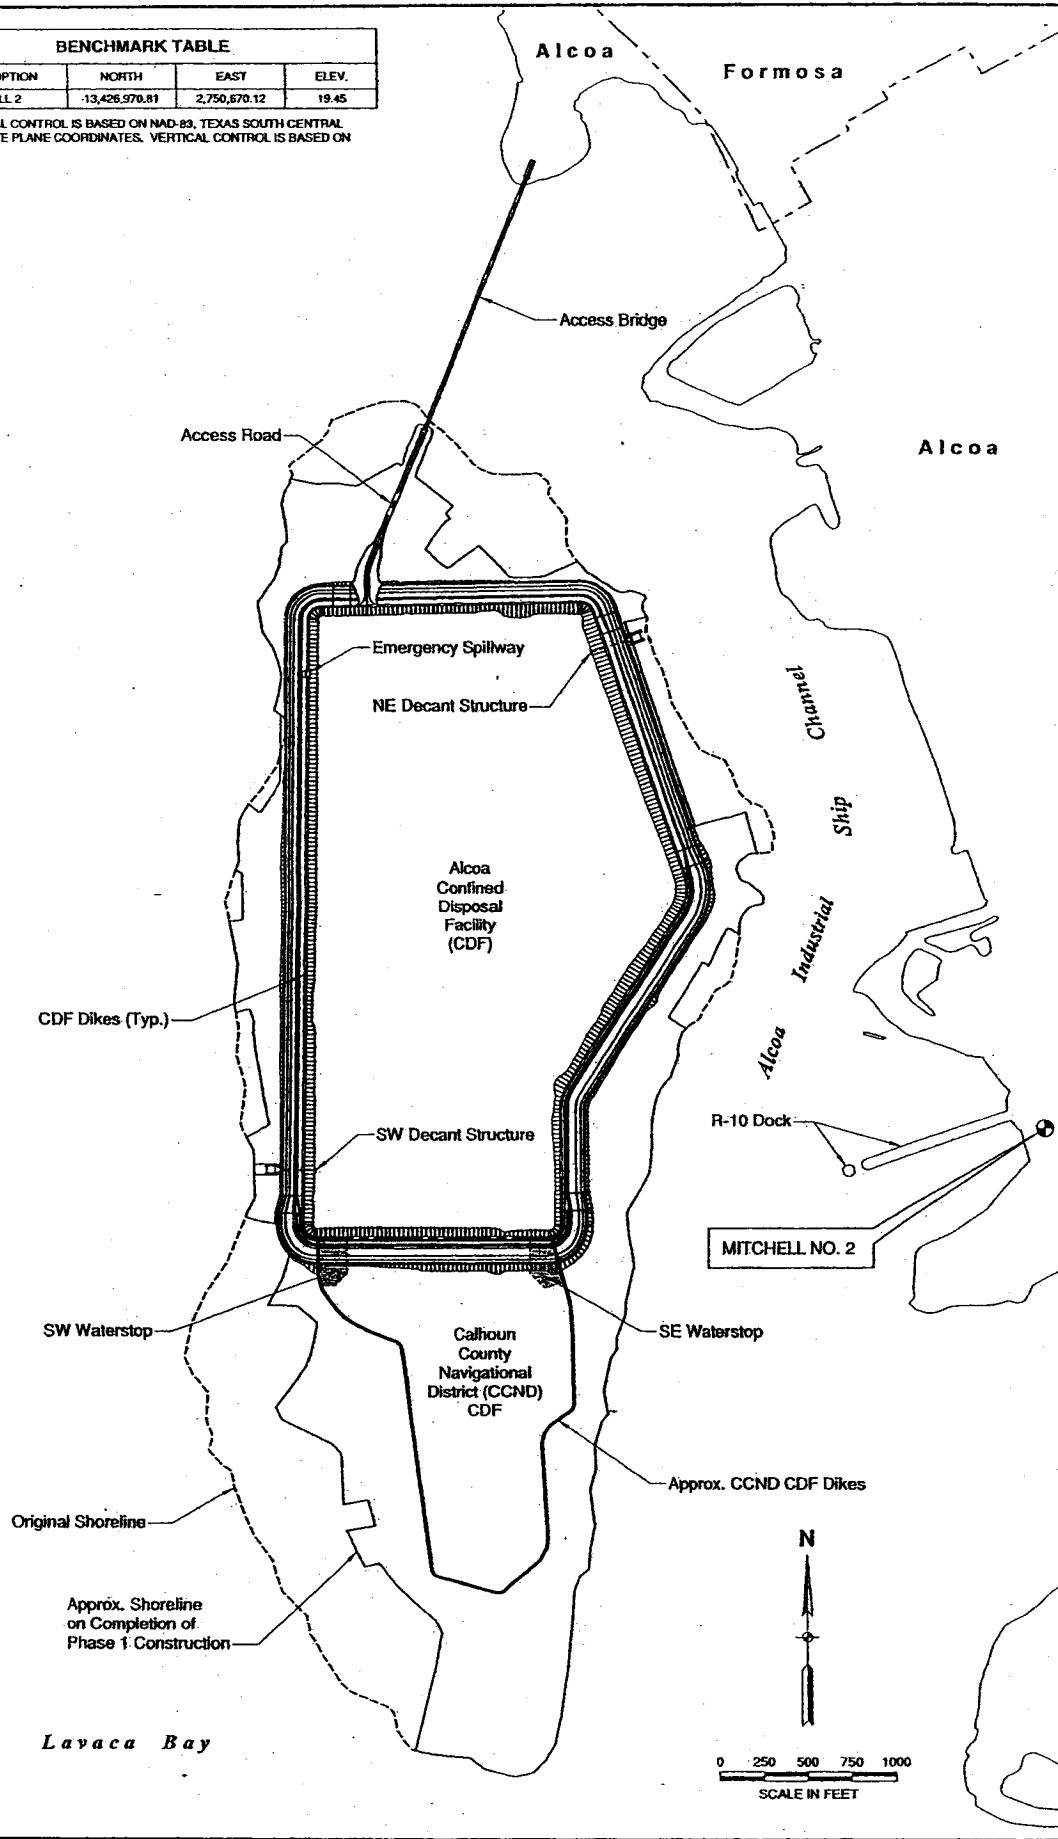 BENCHMARK TABLE
PTION NORTH EAST ELEV.
LL 2 13,426,970.81 2,750,670.12 19.45
L CONTROL IS BASED ON NAD-83, TEXAS SOUTH CENTRAL
E PLANE COORDINATES. VERTICAL CONTROL IS BASED ON
Alcoa
Formosa
Access Bridge
Access Road
Alcoa
Emergency Spillway
NE Decant Structure
Alcoa Industrial Ship Channel
Alcoa
Confined
Disposal
Facility
(CDF)
CDF Dikes (Typ.)
R-10 Dock
SW Decant Structure
MITCHELL NO. 2
SW Waterstop
SE Waterstop
Calhoun
County
Navigational
District (CCND)
CDF
Approx. CCND CDF Dikes
Original Shoreline
N
Approx. Shoreline
on Completion of
Phase 1 Construction
Lavaca Bay
0 250 500 750 1000
SCALE IN FEET